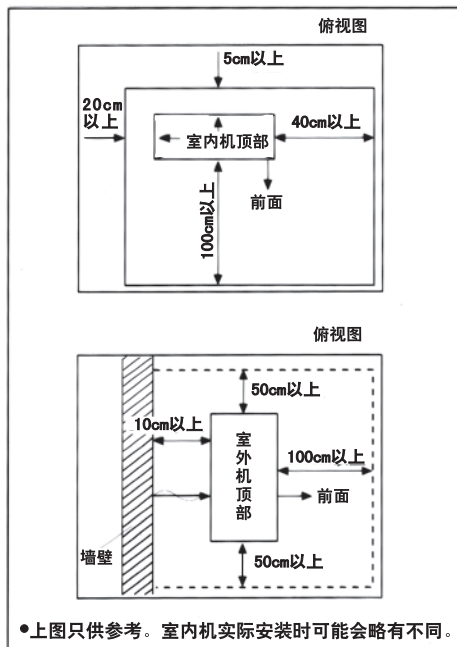 俯视图
5cm以上
20cm
以上
40cm以上
室内机顶部
100cm以上
前面
俯视图
50cm以上
10cm以上
室外机顶部
100cm以上
前面
墙壁
50cm以上
●上图只供参考。室内机实际安装时可能会略有不同。